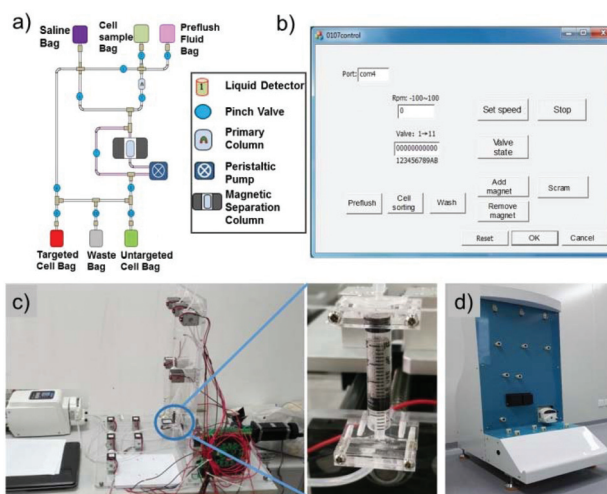 a)
Saline
Bag
Cell
sample
Bag
Preflush
Fluid
Bag
Liquid Detector
Pinch Valve
Primary
Column
Peristaltic
Pump
Magnetic
Separation
Column
Targeted
Cell Bag
Waste
Bag
Untargeted
Cell Bag
b)
0107control
Port: com4
Rpm: -100~100
0
Set speed
Stop
Valve: 1→11
00000000000
123456789AB
Valve
state
Add
magnet
Scram
Preflush
Cell
sorting
Wash
Remove
magnet
Reset
OK
Cancel
c)
d)